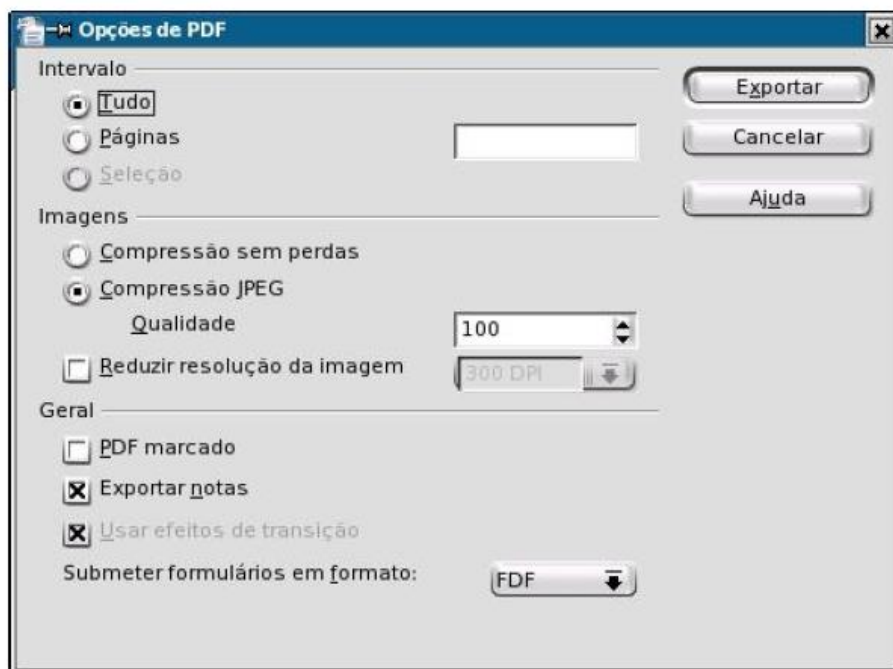 Opções de PDF
Intervalo
Tudo
Páginas
Seleção
Exportar
Cancelar
Ajuda
Imagens
Compressão sem perdas
Compressão JPEG
Qualidade 100
Reduzir resolução da imagem 300 DPI
Geral
PDF marcado
Exportar notas
Usar efeitos de transição
Submeter formulários em formato: FDF